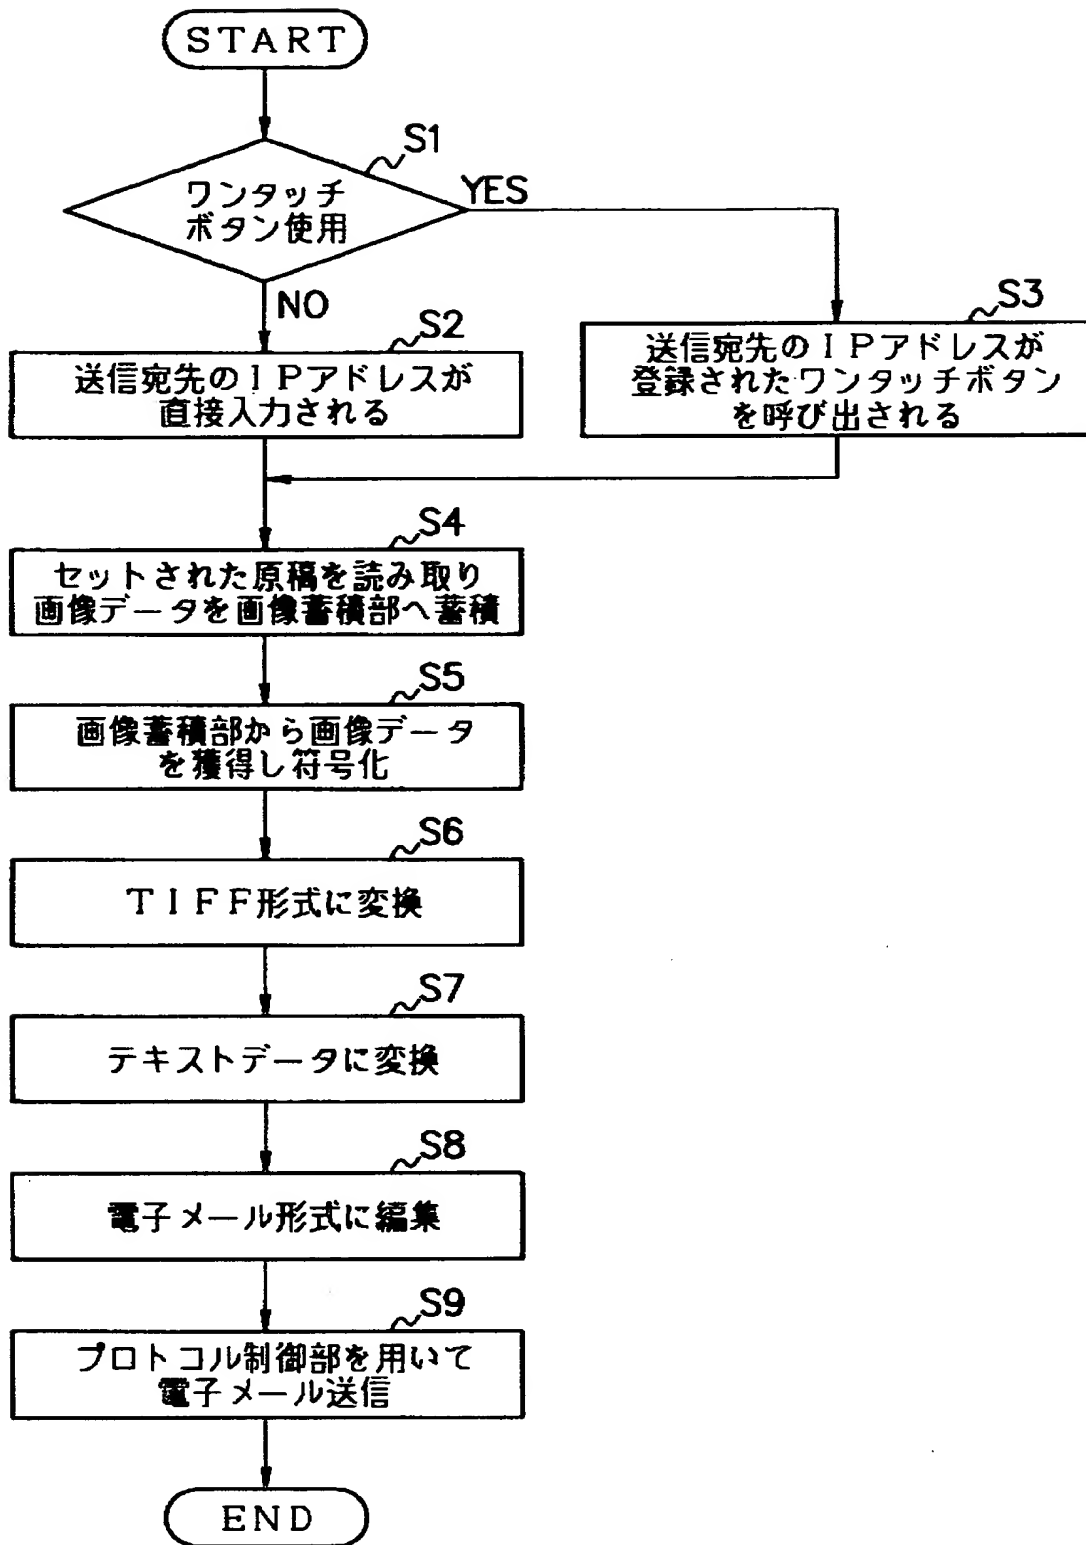 START
S1
ワンタッチ
ボタン使用
YES
NO
S2
送信宛先のＩＰアドレスが
直接入力される
S3
送信宛先のＩＰアドレスが
登録されたワンタッチボタン
を呼び出される
S4
セットされた原稿を読み取り
画像データを画像蓄積部へ蓄積
S5
画像蓄積部から画像データ
を獲得し符号化
S6
ＴＩＦＦ形式に変換
S7
テキストデータに変換
S8
電子メール形式に編集
S9
プロトコル制御部を用いて
電子メール送信
END